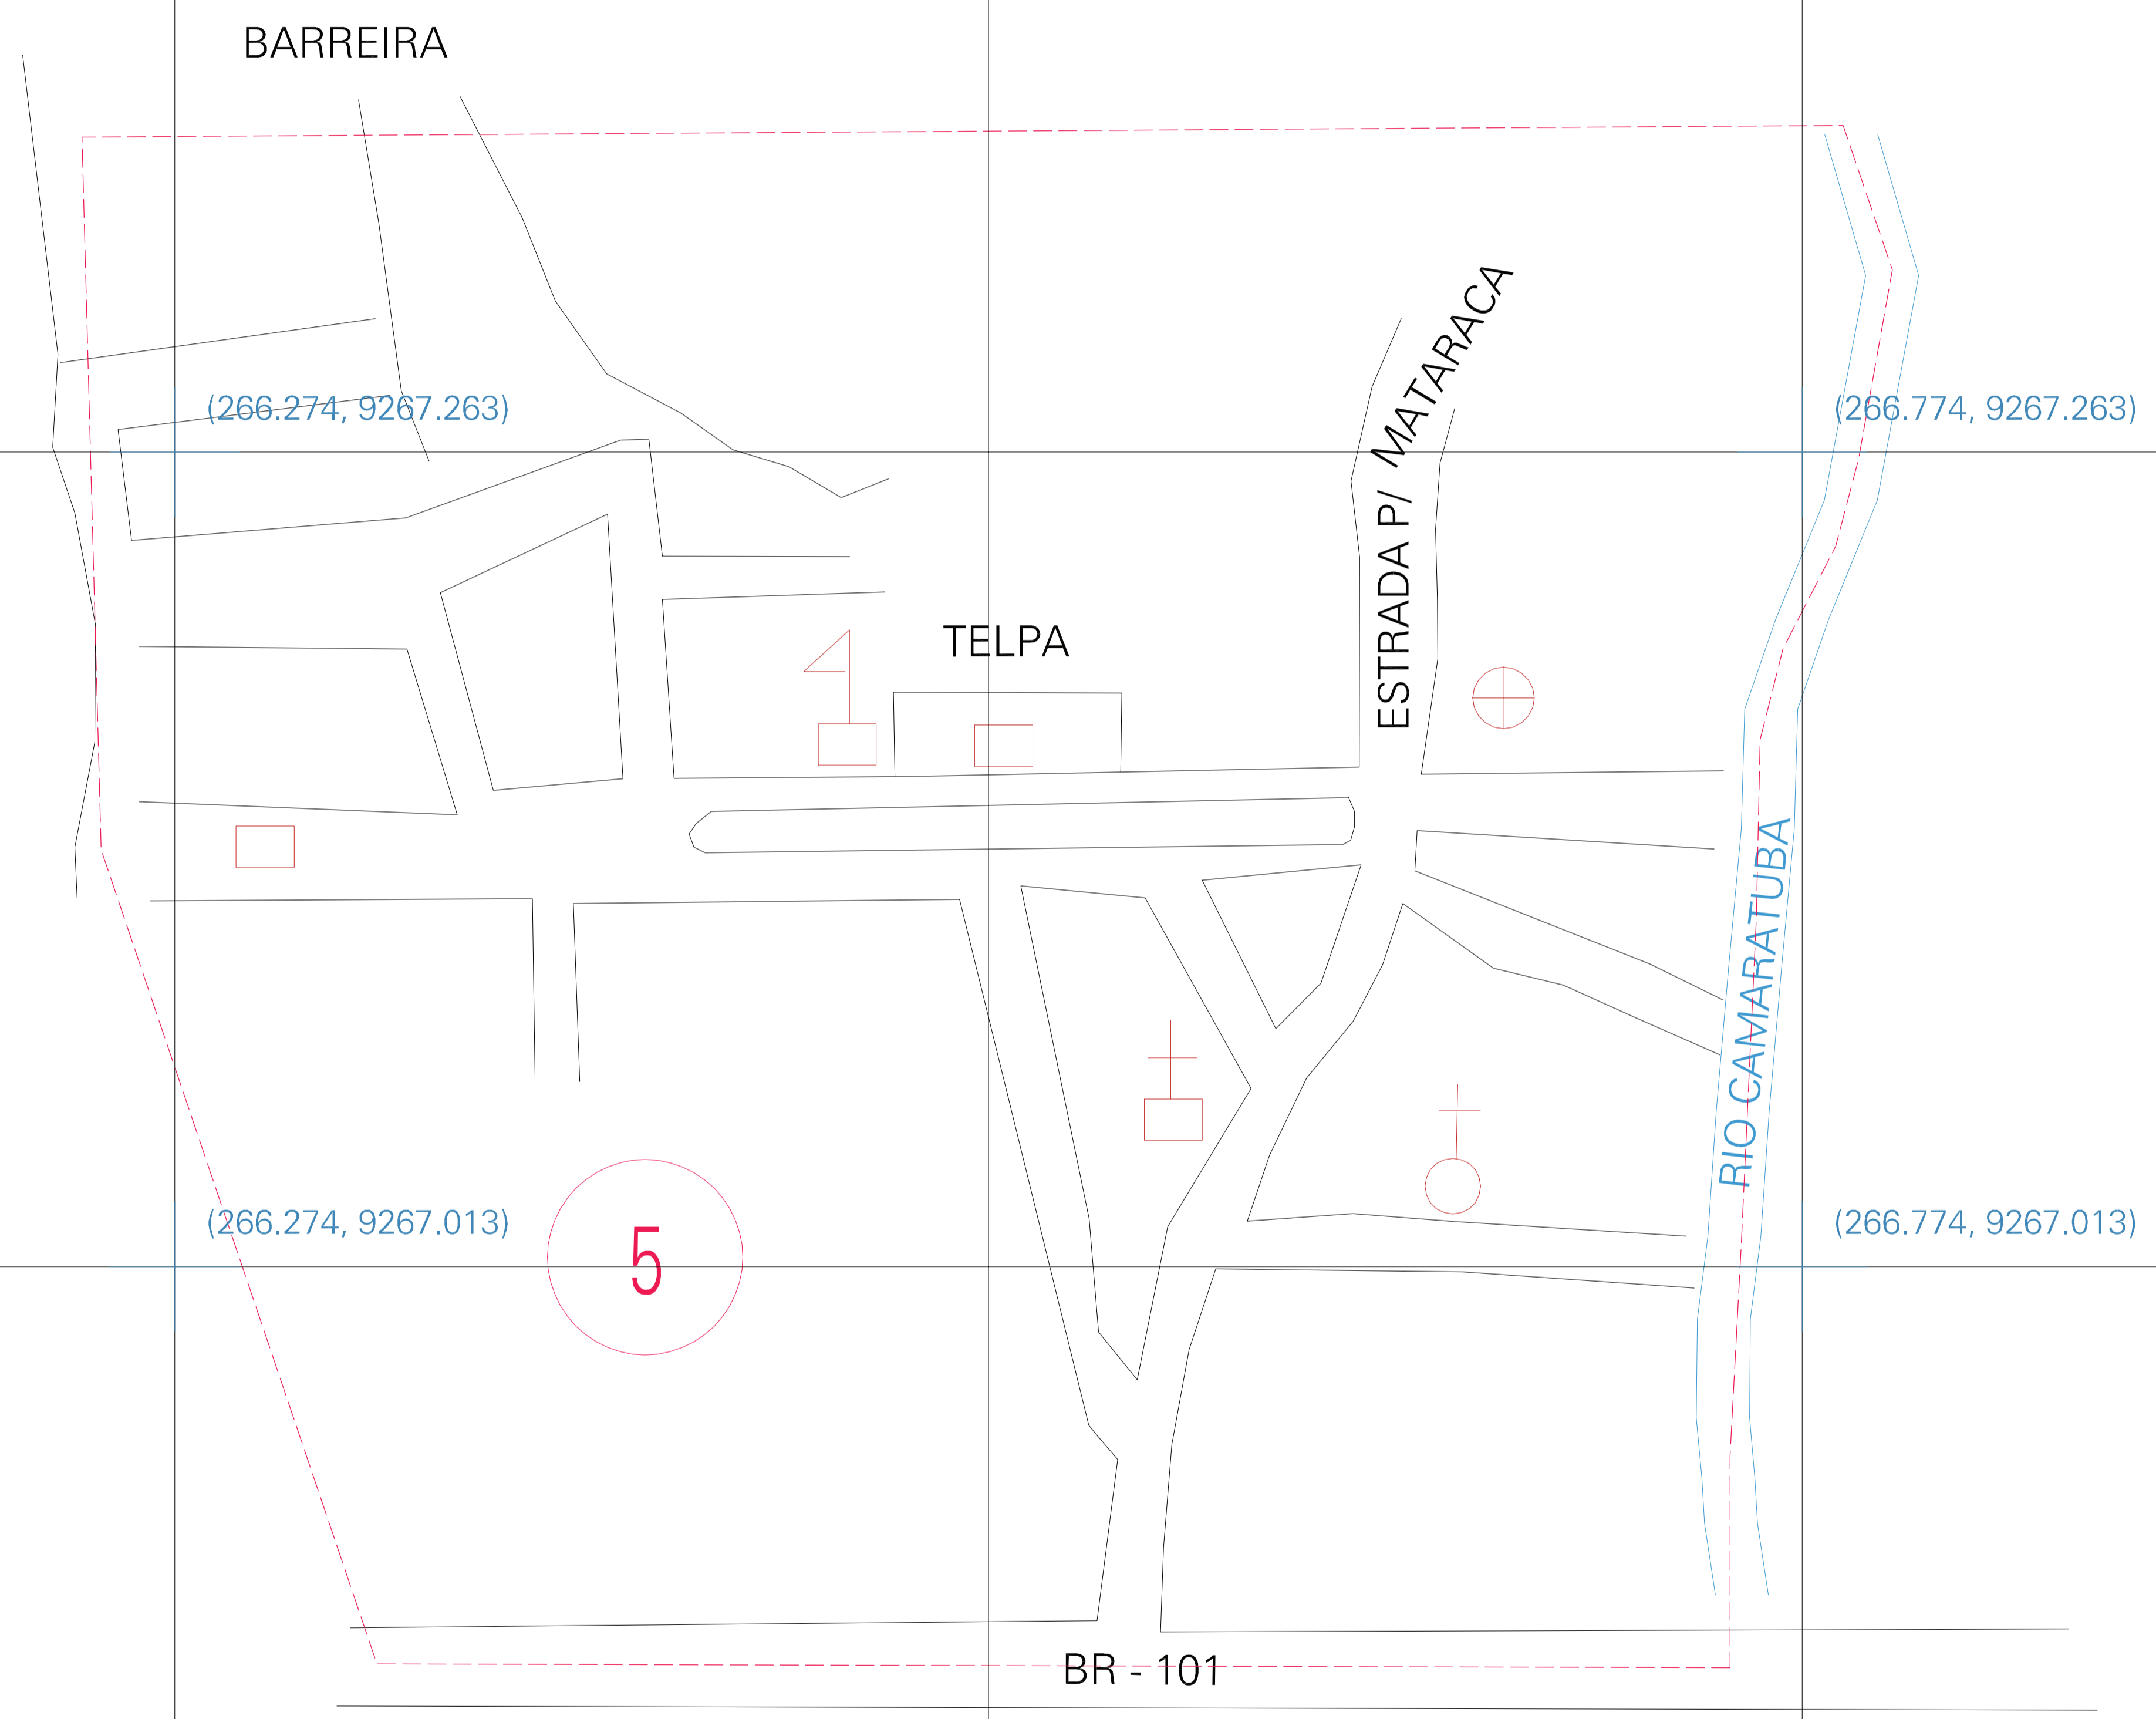 BARREIRA
ESTRADA P/ MATARACA
(266.274, 9267.263)
(266.774, 9267.263)
TELPA
RIO CAMARATUBA
(266.274, 9267.013)
(266.774, 9267.013)
5
BR - 101